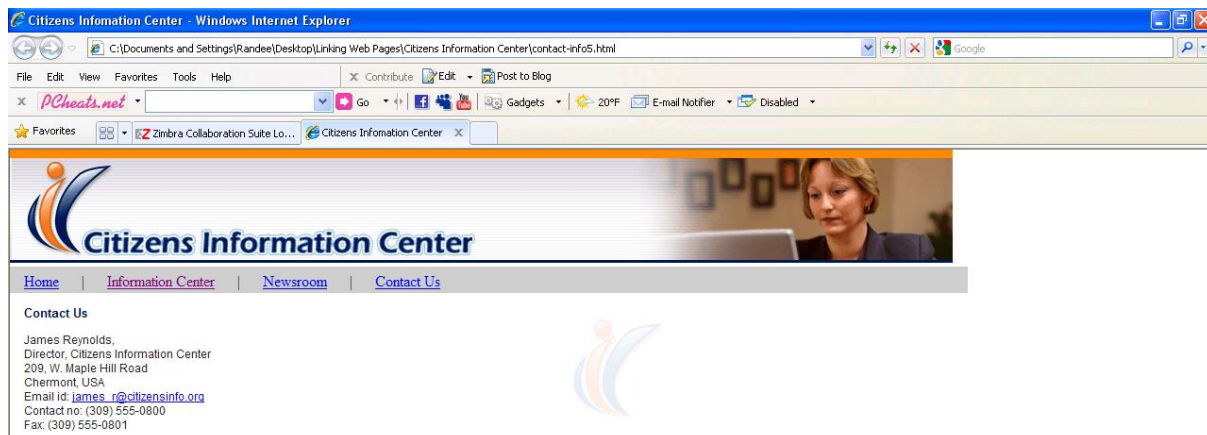 Citizens Infomation Center - Windows Internet Explorer
C:\Documents and Settings\Randee\Desktop\Linking Web Pages\Citizens Information Center\contact-info5.html
Google
File Edit View Favorites Tools Help x Contribute Edit Post to Blog
x PCheats.net Go You Tube Gadgets 20°F E-mail Notifier Disabled
Favorites Zimbra Collaboration Suite Lo... Citizens Infomation Center X
Citizens Information Center
Home | Information Center | Newsroom | Contact Us
Contact Us
James Reynolds,
Director, Citizens Information Center
209, W. Maple Hill Road
Chermont, USA
Email id: james_r@citizensinfo.org
Contact no: (309) 555-0800
Fax: (309) 555-0801